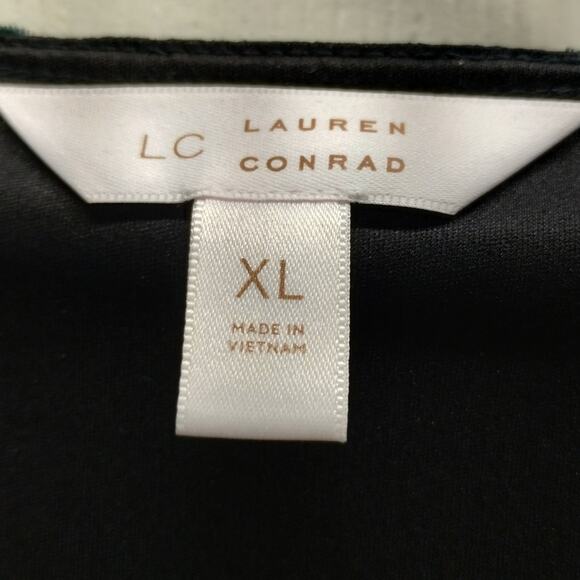 LC LAUREN
CONRAD
XL
MADE IN
VIETNAM